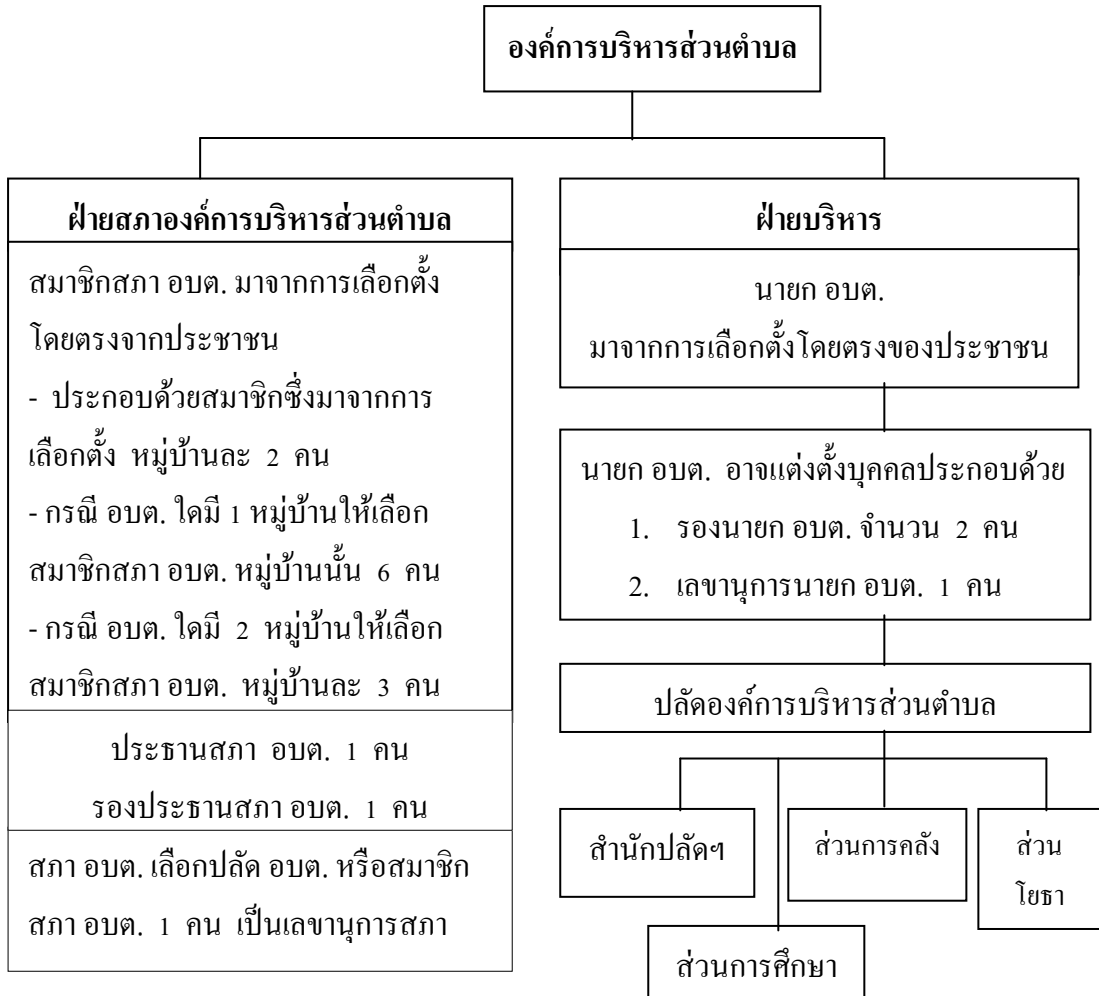 องค์การบริหารส่วนตำบล
ฝ่ายสภาองค์การบริหารส่วนตำบล
สมาชิกสภา อบต. มาจากการเลือกตั้ง
โดยตรงจากประชาชน
- ประกอบด้วยสมาชิกซึ่งมาจากการ
เลือกตั้ง หมู่บ้านละ 2 คน
- กรณี อบต. ใดมี 1 หมู่บ้านให้เลือก
สมาชิกสภา อบต. หมู่บ้านนั้น 6 คน
- กรณี อบต. ใดมี 2 หมู่บ้านให้เลือก
สมาชิกสภา อบต. หมู่บ้านละ 3 คน
ประธานสภา อบต. 1 คน
รองประธานสภา อบต. 1 คน
สภา อบต. เลือกปลัด อบต. หรือสมาชิก
สภา อบต. 1 คน เป็นเลขานุการสภา
ฝ่ายบริหาร
นายก อบต.
มาจากการเลือกตั้งโดยตรงของประชาชน
นายก อบต. อาจแต่งตั้งบุคคลประกอบด้วย
1. รองนายก อบต. จำนวน 2 คน
2. เลขานุการนายก อบต. 1 คน
ปลัดองค์การบริหารส่วนตำบล
สำนักปลัดฯ
ส่วนการคลัง
ส่วน
โยธา
ส่วนการศึกษา